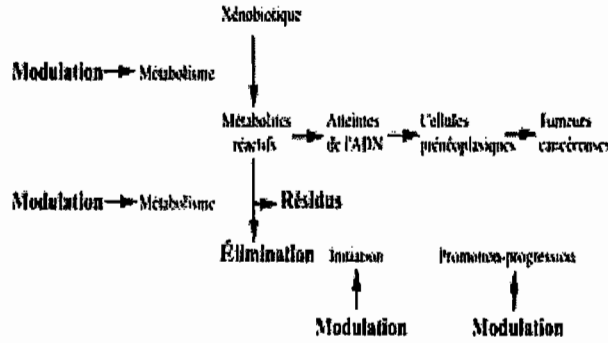 Xénobiotique
Modulation Métabolisme
Métabolites Atteintes Cellules Tumeurs
réactifs de l'ADN prénéoplasiques cancéreuses
Modulation Métabolisme Résidus
Élimination Initiation Promotion-progression
Modulation Modulation